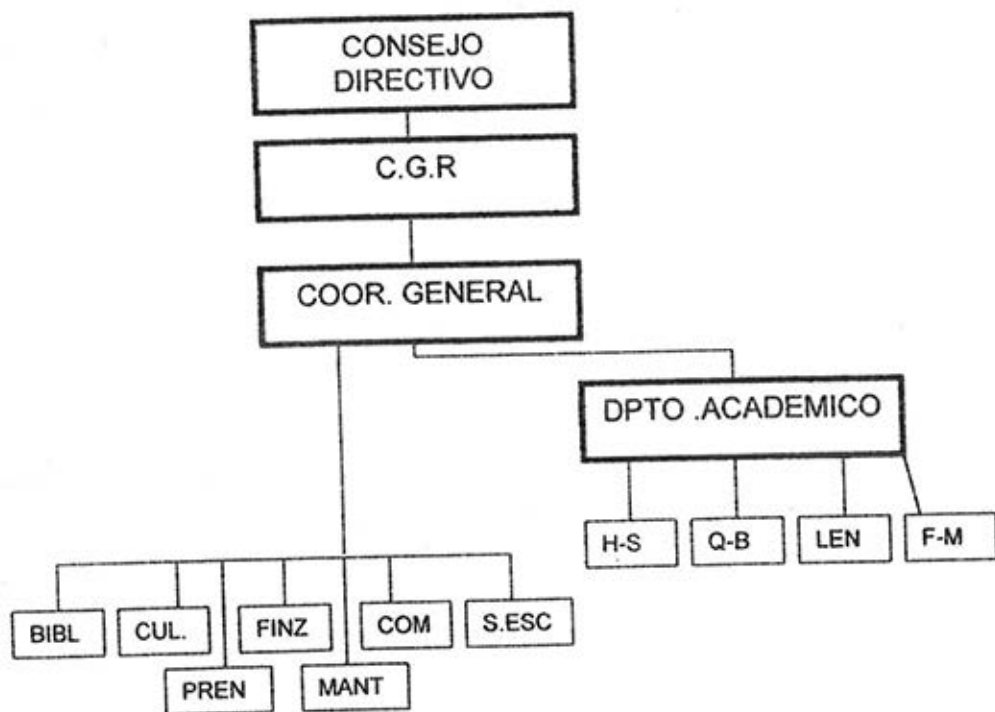 CONSEJO
DIRECTIVO
C.G.R
COOR. GENERAL
DPTO .ACADEMICO
H-S
Q-B
LEN
F-M
BIBL
CUL.
FINZ
COM
S.ESC
PREN
MANT